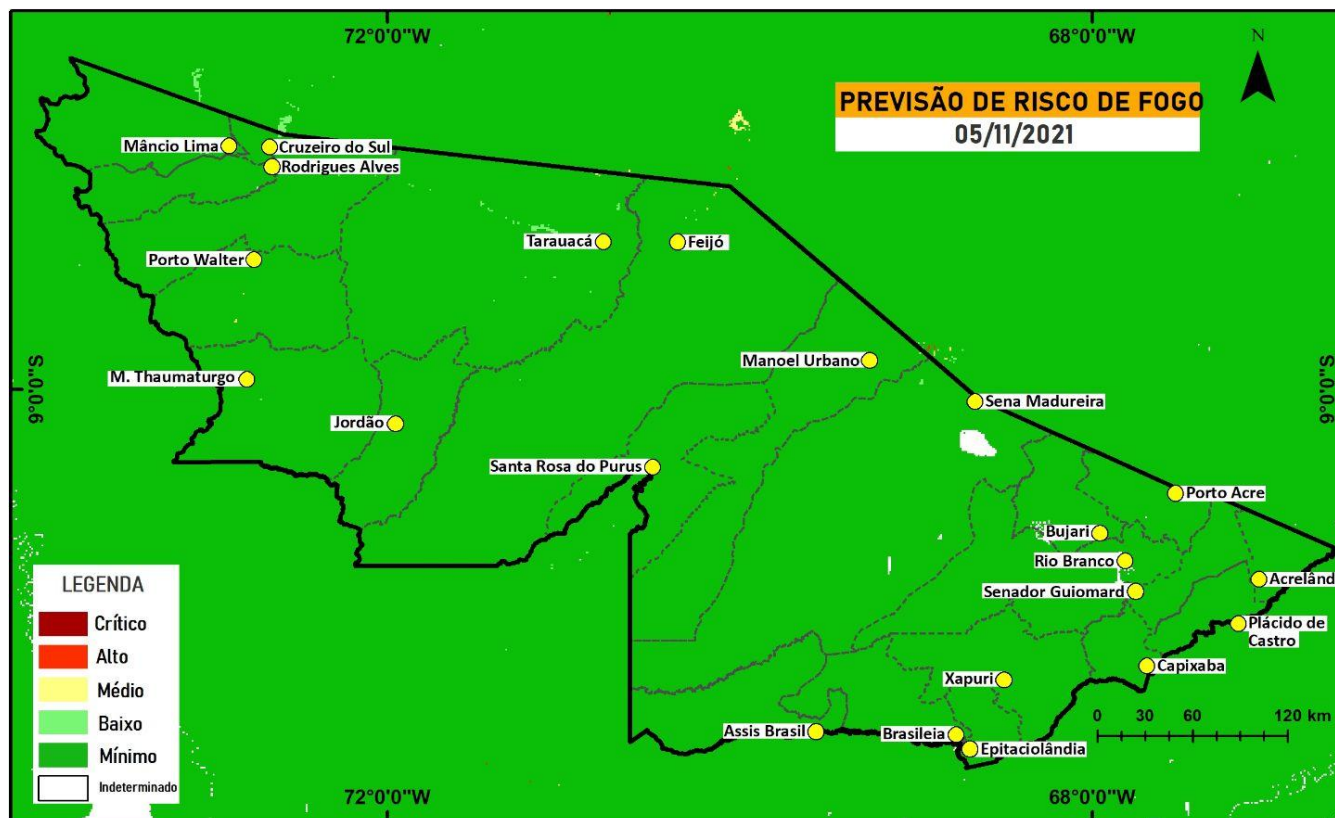 72°0'0"W
68°0'0"W
N
PREVISÃO DE RISCO DE FOGO
05/11/2021
Mâncio Lima
Cruzeiro do Sul
Rodrigues Alves
Tarauacá
Feijó
Porto Walter
Manoel Urbano
M. Thaumaturgo
9°0'0"S
9°0'0"S
Sena Madureira
Jordão
Santa Rosa do Purus
Porto Acre
Bujari
Rio Branco
Acrelând
Senador Guiomard
Plácido de
Castro
Capixaba
Xapuri
Assis Brasil
Brasileia
Epitaciolândia
0 30 60 120 km
LEGENDA
Crítico
Alto
Médio
Baixo
Mínimo
Indeterminado
72°0'0"W
68°0'0"W